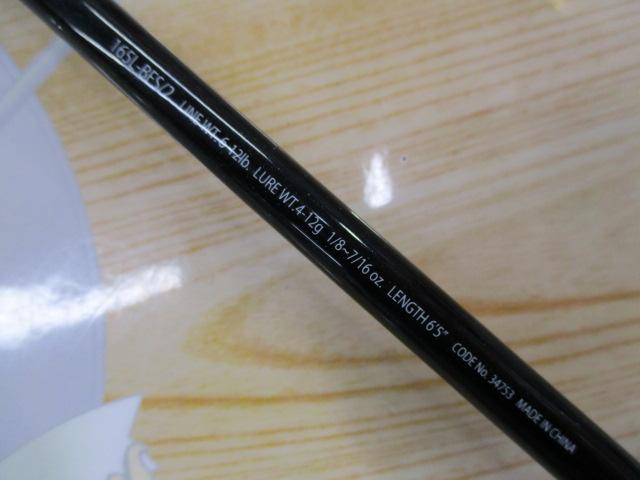 165L-BFS/2 LINE WT. 6-12lb. LURE WT.4-12g 1/8~7/16 oz. LENGTH 6'5" CODE No. 34753 MADE IN CHINA